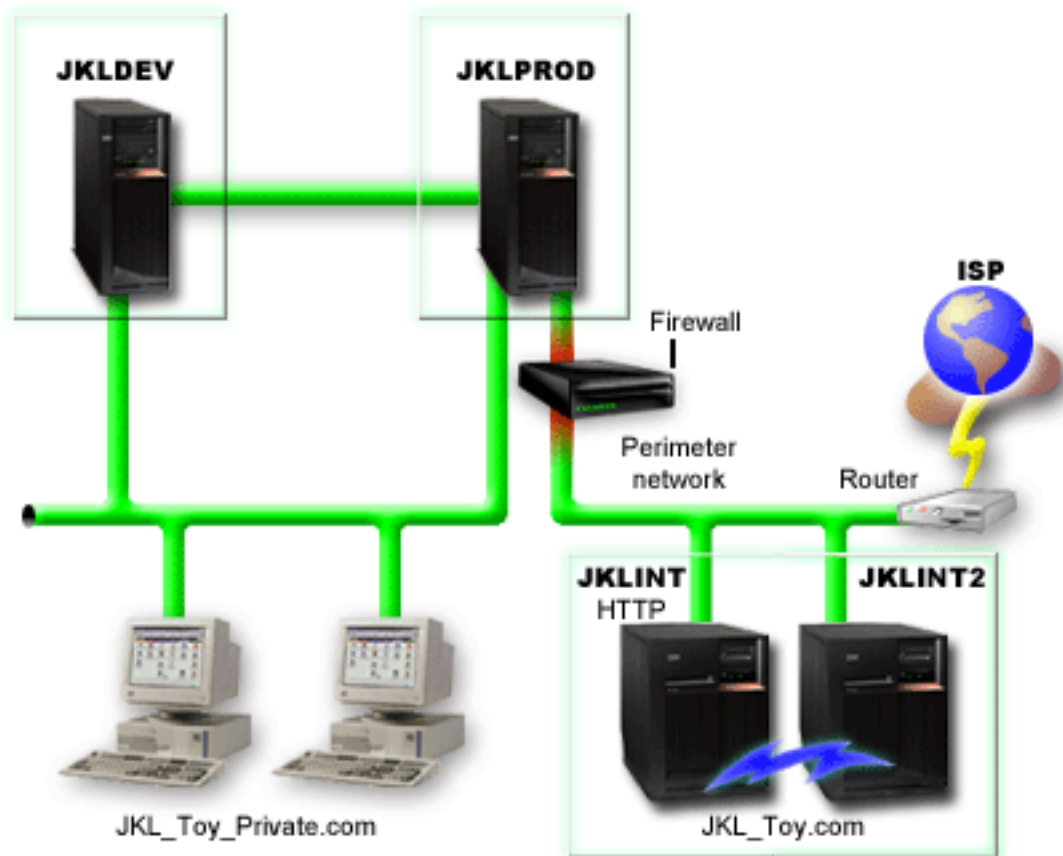 JKLDEV
JKLPROD
ISP
Firewall
Perimeter
network
Router
JKLINT
HTTP
JKLINT2
JKL_Toy_Private.com
JKL_Toy.com